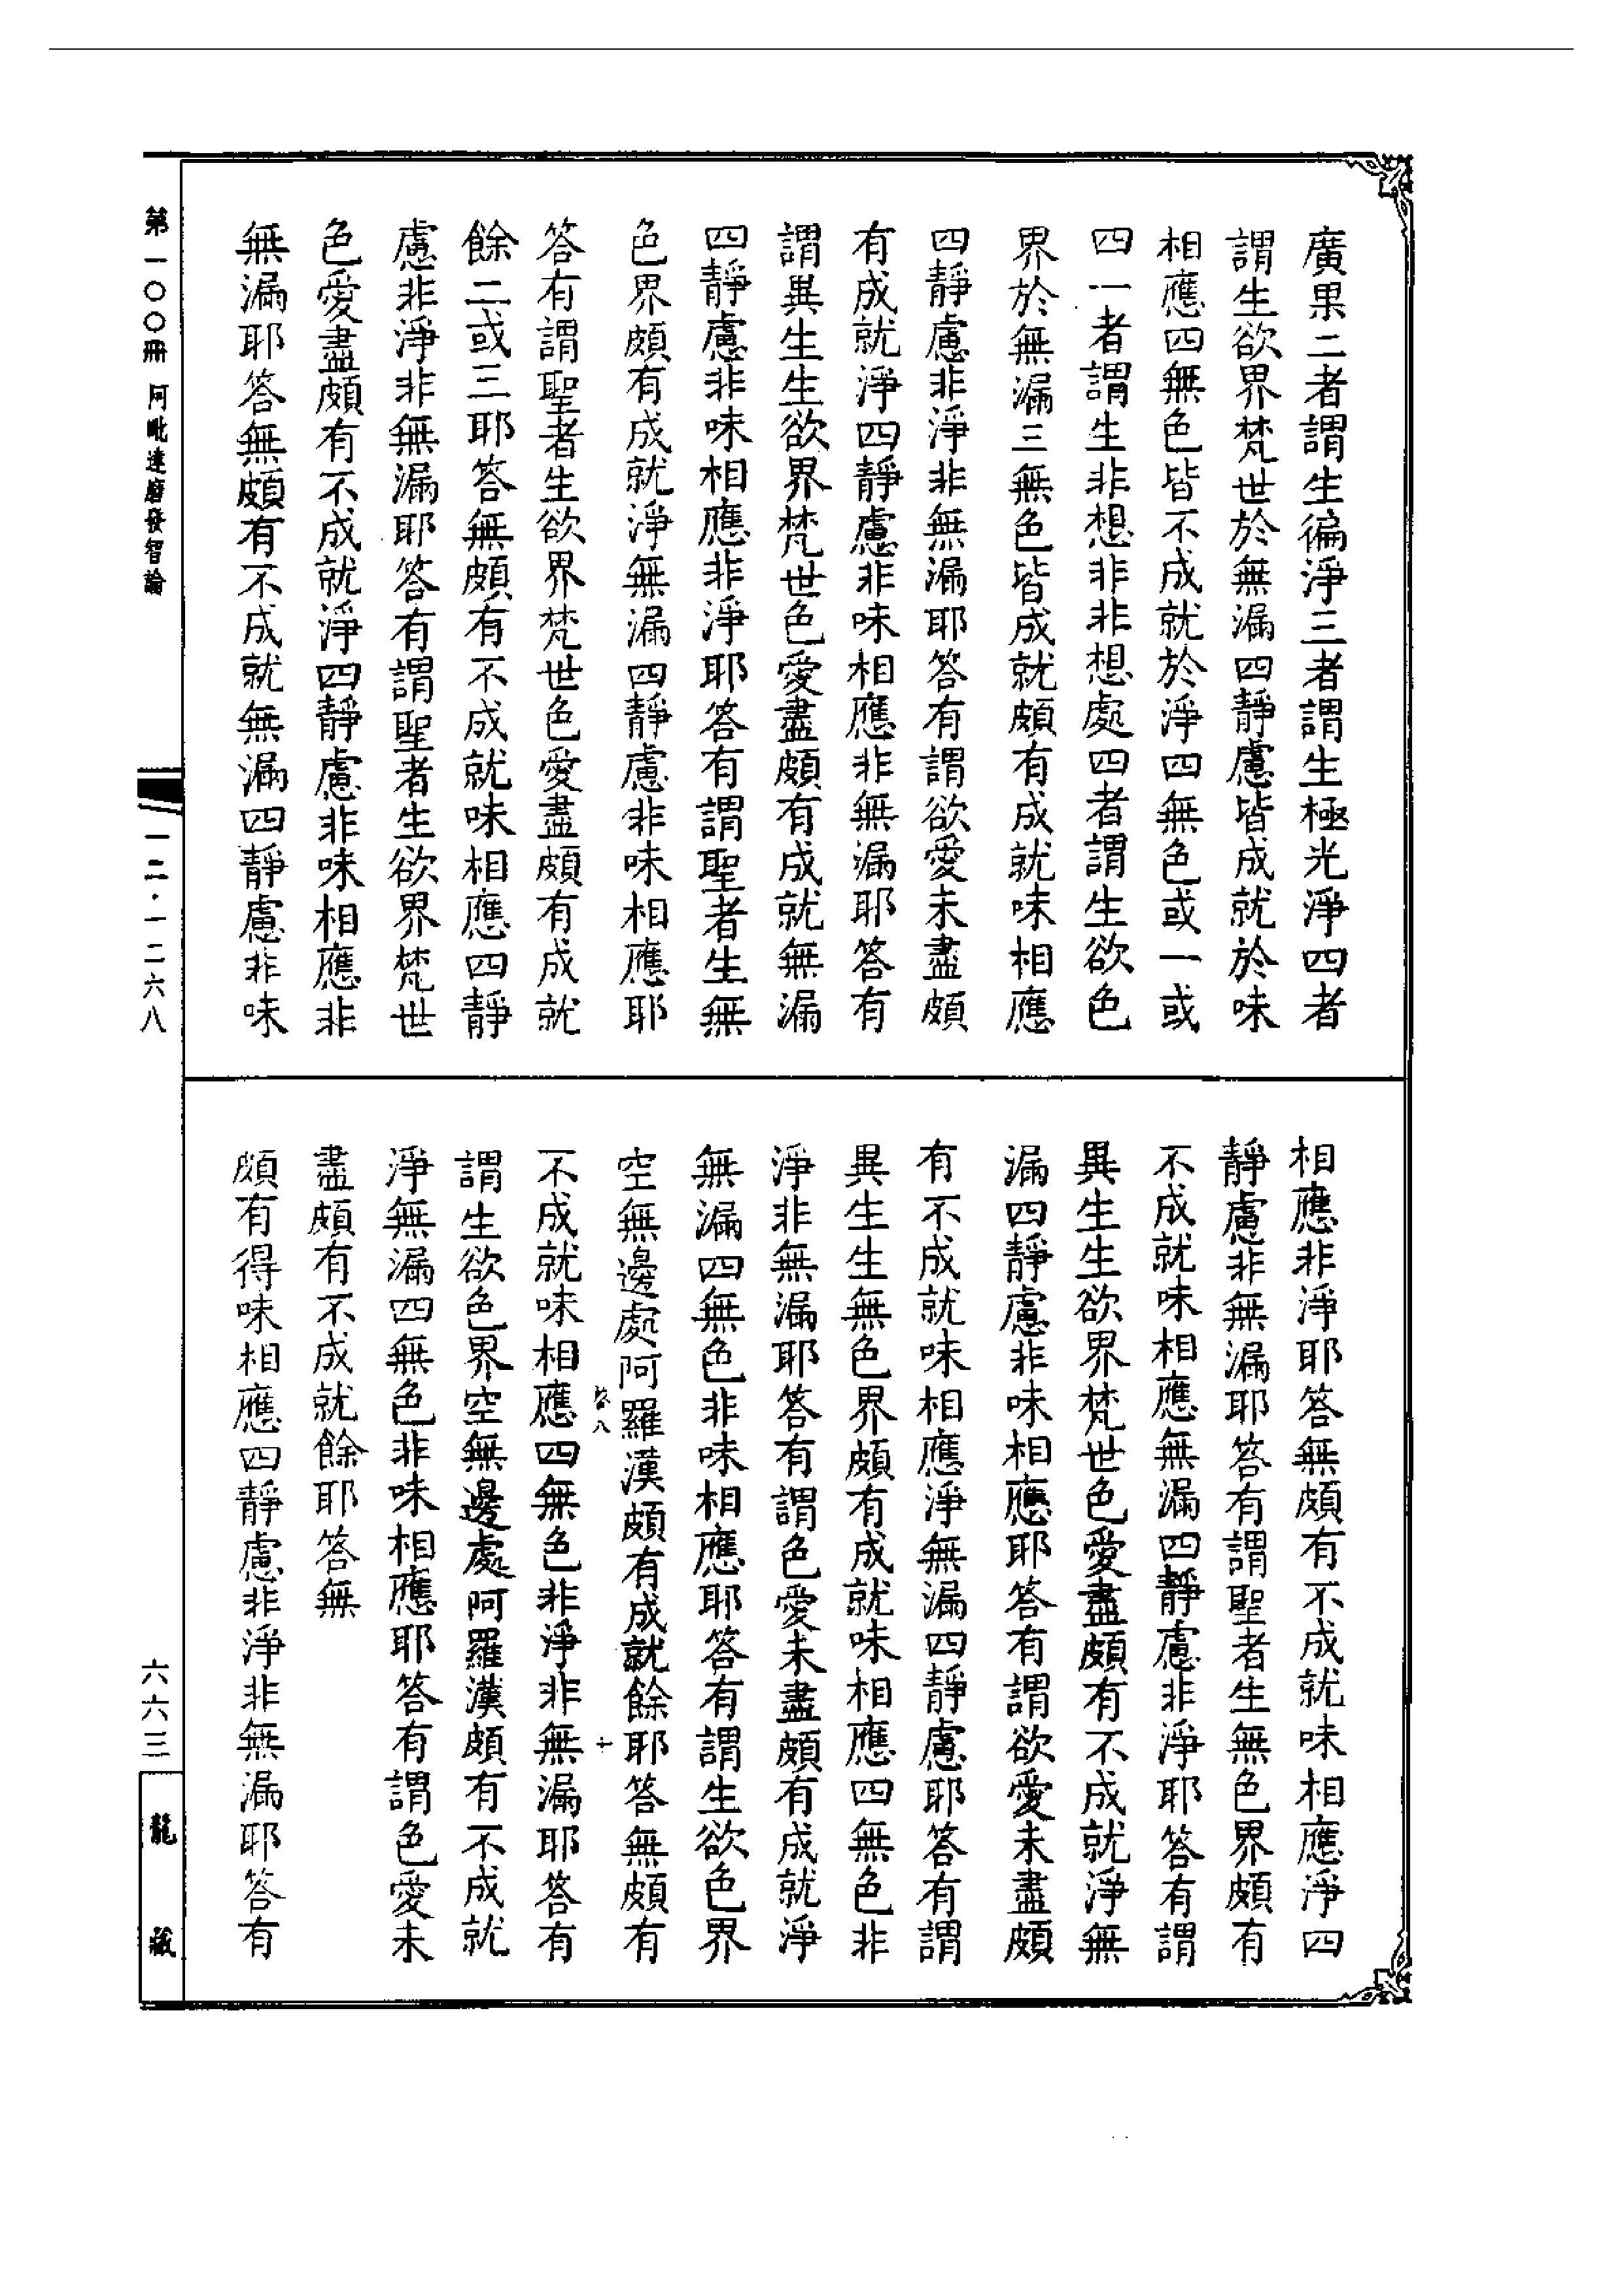 廣果二者謂生徧淨三者謂生極光淨四者
謂生欲界梵世於無漏四靜慮皆成就於味
相應四無色皆不成就於淨四無色或一或
四一者謂生非想非非想處四者謂生欲色
界於無漏三無色皆成就頗有成就味相應
四靜慮非淨非無漏耶答有謂欲愛未盡頗
有成就淨四靜慮非味相應非無漏耶答有
謂異生生欲界梵世色愛盡頗有成就無漏
四靜慮非味相應非淨耶答有謂聖者生無
色界頗有成就淨無漏四靜慮非味相應耶
答有謂聖者生欲界梵世色愛盡頗有成就
餘二或三耶答無頗有不成就味相應四靜
慮非淨非無漏耶答有謂聖者生欲界梵世
色愛盡頗有不成就淨四靜慮非味相應非
無漏耶答無頗有不成就無漏四靜慮非味
相應非淨耶答無頗有不成就味相應淨四
靜慮非無漏耶答有謂聖者生無色界頗有
不成就味相應無漏四靜慮非淨耶答有謂
異生生欲界梵世色愛盡頗有不成就淨無
漏四靜慮非味相應耶答有謂欲愛未盡頗
有不成就味相應淨無漏四靜慮耶答有謂
異生生無色界頗有成就味相應四無色非
淨非無漏耶答有謂色愛未盡頗有成就淨
無漏四無色非味相應耶答有謂生欲色界
空無邊處阿羅漢頗有成就餘耶答無頗有
不成就味相應四無色非淨非無漏耶答有
謂生欲色界空無邊處阿羅漢頗有不成就
淨無漏四無色非味相應耶答有謂色愛未
盡頗有不成就餘耶答無
頗有得味相應四靜慮非淨非無漏耶答有
第一〇〇冊 阿毗達磨發智論
一二·一二六八
六六三
龍藏